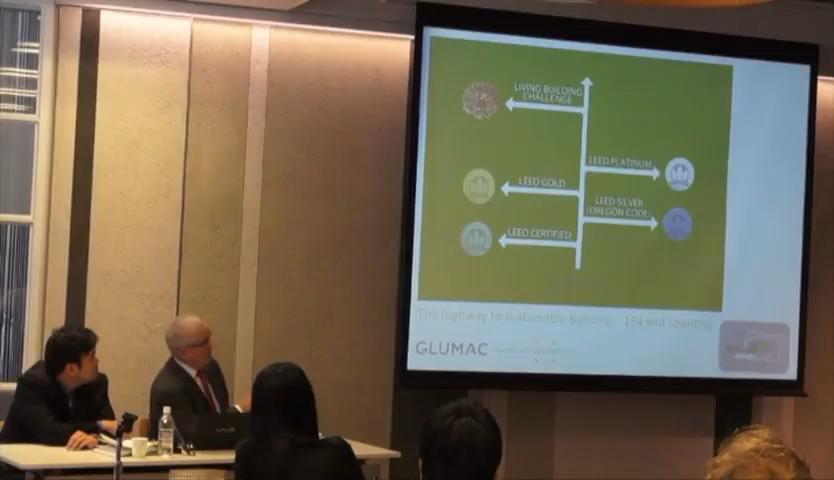 LIVING BUILDING
CHALLENGE
LEED PLATINUM
LEED GOLD
LEED SILVER
(OREGON CODE)
LEED CERTIFIED
The highway to sustainable building 154 and counting
GLUMAC